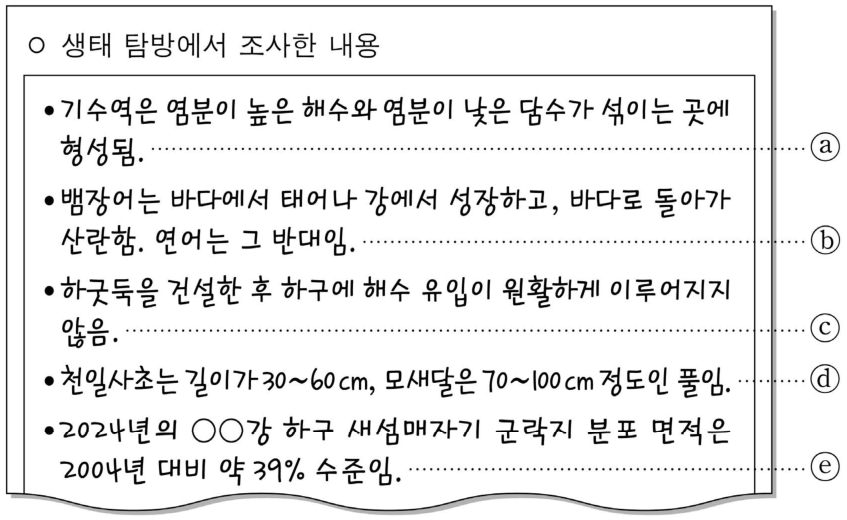 ○ 생태 탐방에서 조사한 내용
• 기수역은 염분이 높은 해수와 염분이 낮은 담수가 섞이는 곳에
형성됨. ⓐ
• 뱀장어는 바다에서 태어나 강에서 성장하고, 바다로 돌아가
산란함. 연어는 그 반대임. ⓑ
• 하굿둑을 건설한 후 하구에 해수 유입이 원활하게 이루어지지
않음. ⓒ
• 천일사초는 길이가 30~60cm, 모새달은 70~100cm 정도인 풀임. ⓓ
• 2024년의 ○○강 하구 새섬매자기 군락지 분포 면적은
2004년 대비 약 39% 수준임. ⓔ